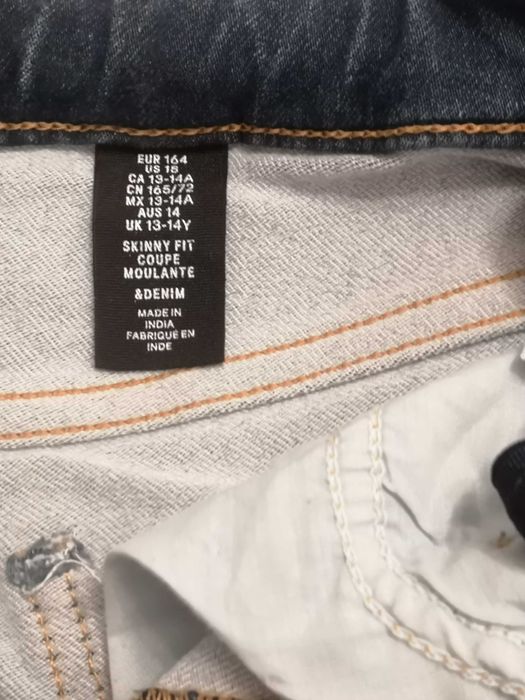 EUR 164
US 18
CA 13-14A
CN 165/72
MX 13-14A
AUS 14
UK 13-14Y
SKINNY FIT
COUPE
MOULANTE
&DENIM
MADE IN
INDIA
FABRIQUÉ EN
INDE